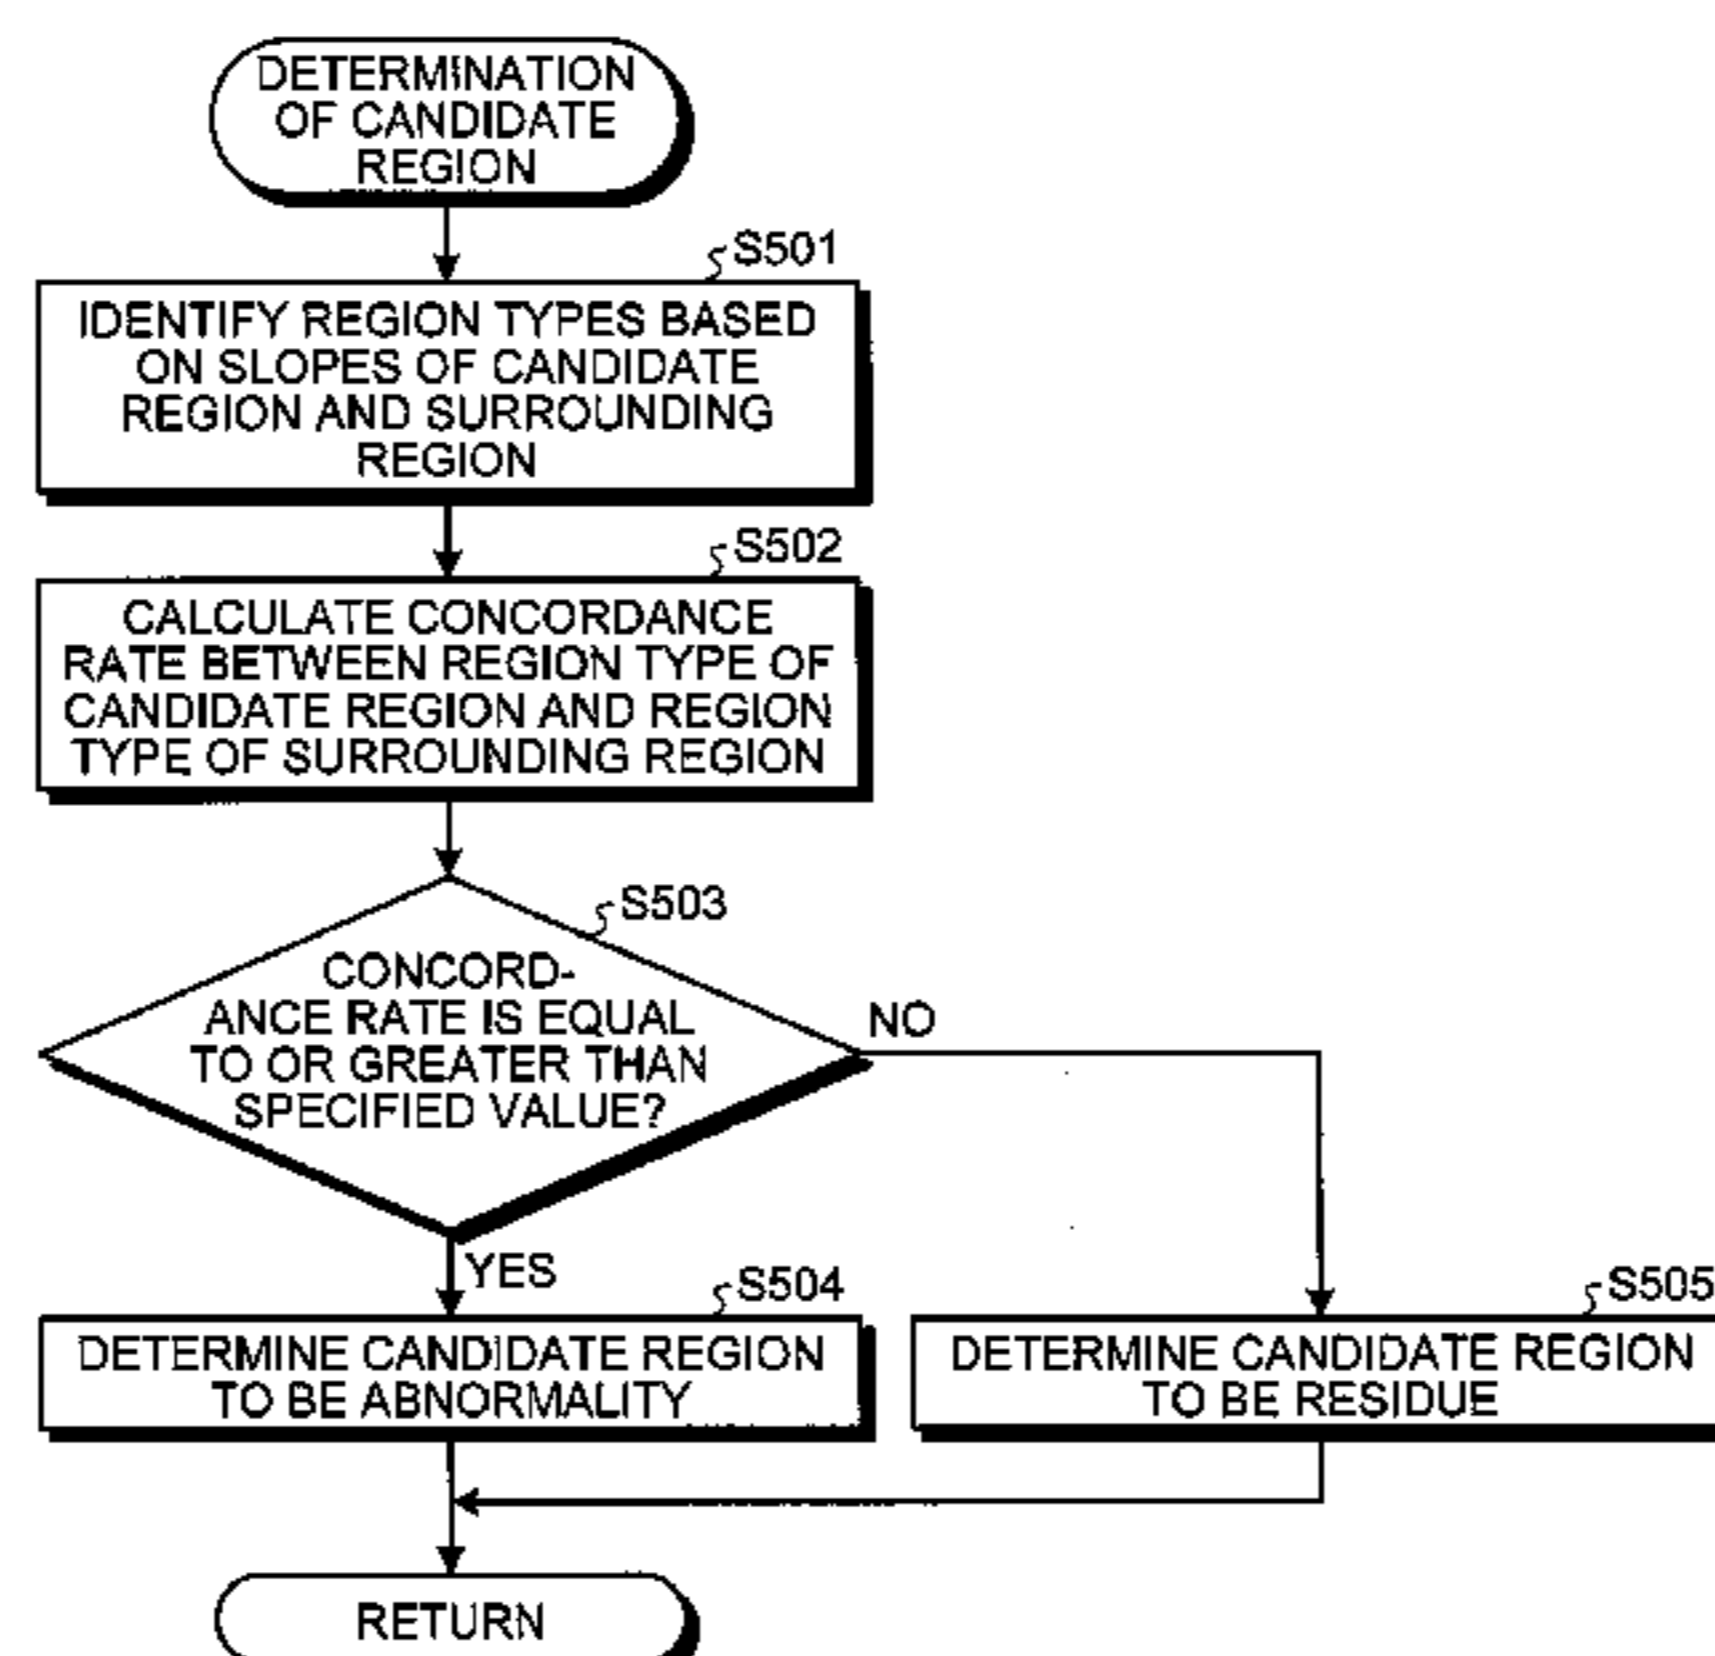 DETERMINATION
OF CANDIDATE
REGION
S501
IDENTIFY REGION TYPES BASED
ON SLOPES OF CANDIDATE
REGION AND SURROUNDING
REGION
S502
CALCULATE CONCORDANCE
RATE BETWEEN REGION TYPE OF
CANDIDATE REGION AND REGION
TYPE OF SURROUNDING REGION
S503
CONCORD-
ANCE RATE IS EQUAL
TO OR GREATER THAN
SPECIFIED VALUE?
NO
YES
S504
DETERMINE CANDIDATE REGION
TO BE ABNORMALITY
S505
DETERMINE CANDIDATE REGION
TO BE RESIDUE
RETURN